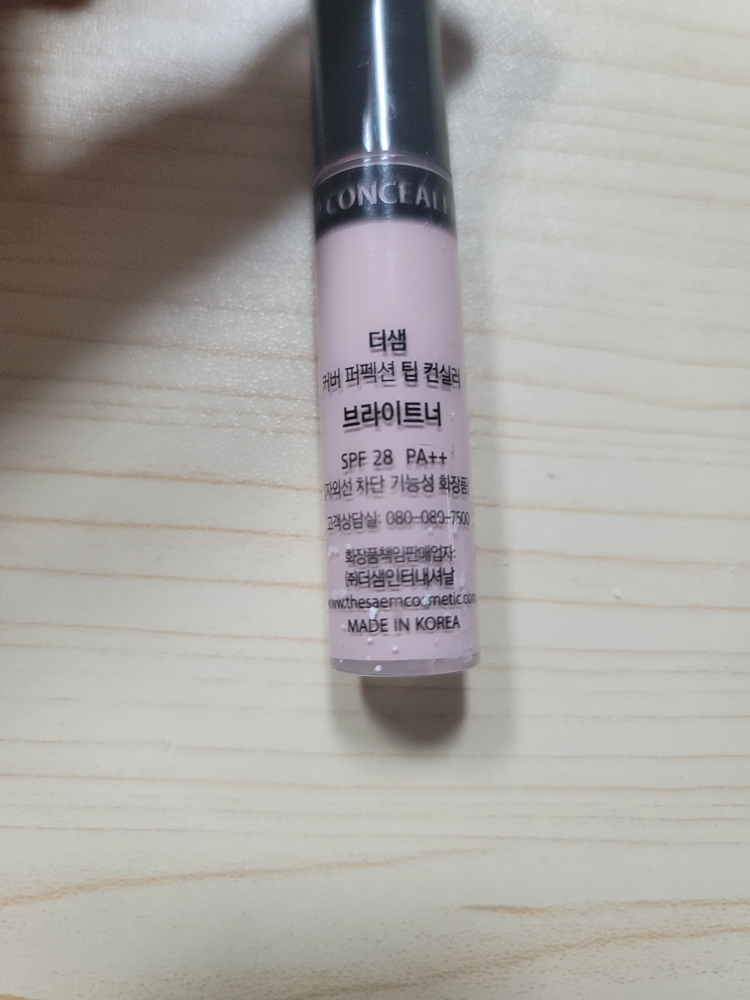 CONCEAL
더샘
커버 퍼펙션 팁 컨실러
브라이트너
SPF 28 PA++
[자외선 차단 기능성 화장품]
고객상담실: 080-080-7500
화장품책임판매업자:
㈜더샘인터내셔날
www.thesaemcosmetic.com
MADE IN KOREA